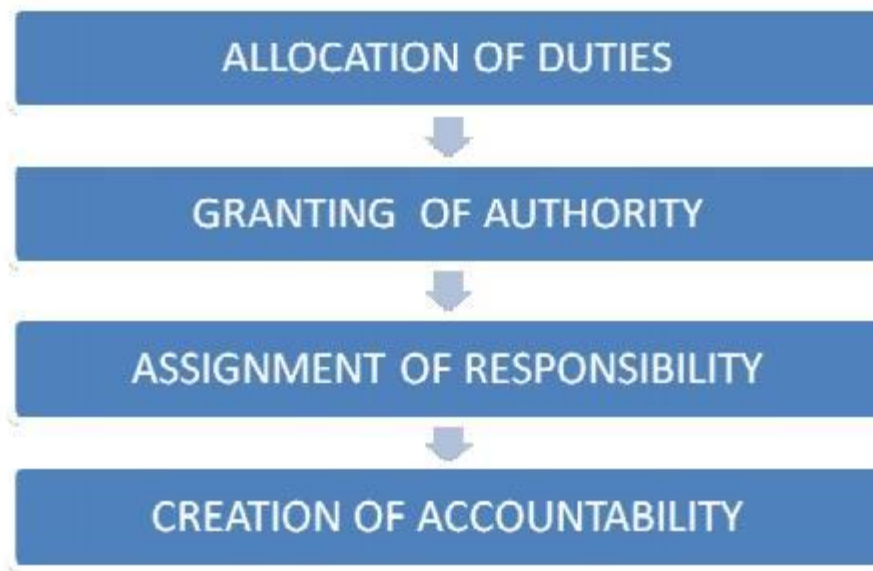 ALLOCATION OF DUTIES
GRANTING OF AUTHORITY
ASSIGNMENT OF RESPONSIBILITY
CREATION OF ACCOUNTABILITY